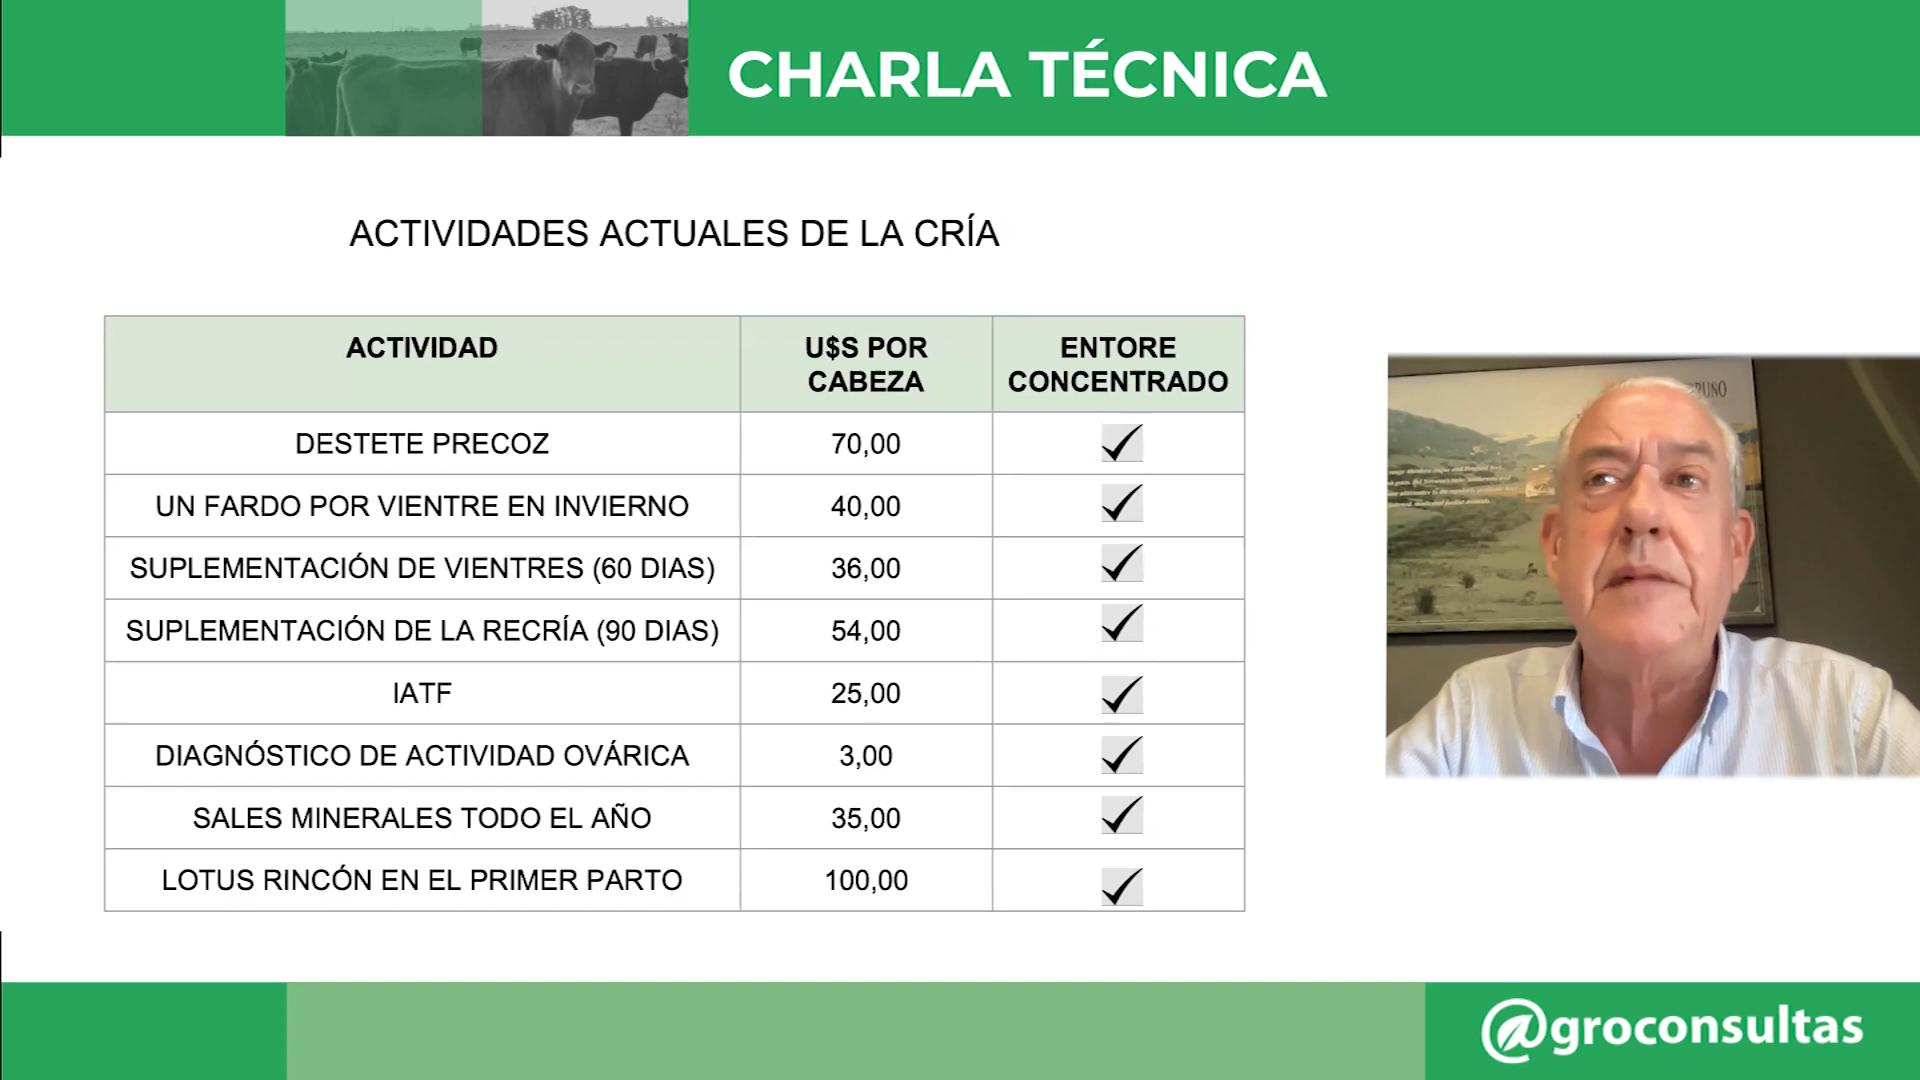 CHARLA TÉCNICA
ACTIVIDADES ACTUALES DE LA CRÍA
ACTIVIDAD
U$S POR
CABEZA
ENTORE
CONCENTRADO
DESTETE PRECOZ 70,00
UN FARDO POR VIENTRE EN INVIERNO 40,00
SUPLEMENTACIÓN DE VIENTRES (60 DIAS) 36,00
SUPLEMENTACIÓN DE LA RECRÍA (90 DIAS) 54,00
IATF 25,00
DIAGNÓSTICO DE ACTIVIDAD OVÁRICA 3,00
SALES MINERALES TODO EL AÑO 35,00
LOTUS RINCÓN EN EL PRIMER PARTO 100,00
@groconsultas